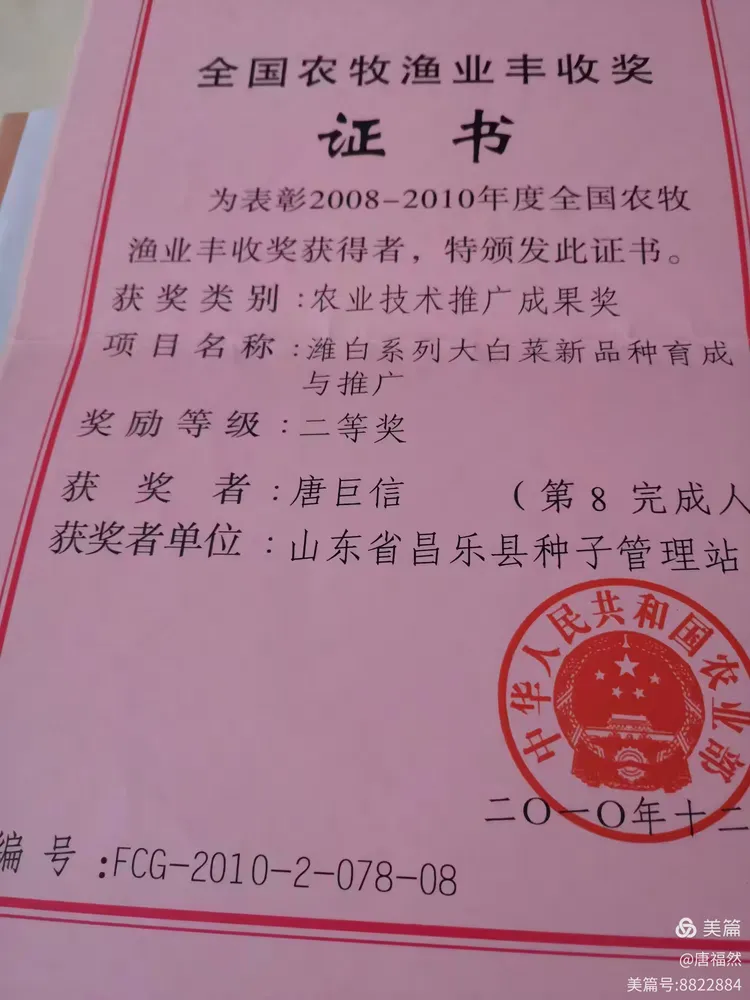 全国农牧渔业丰收奖
证书
为表彰2008-2010年度全国农牧
渔业丰收奖获得者，特颁发此证书。
获奖类别：农业技术推广成果奖
项目名称：潍白系列大白菜新品种育成
与推广
奖励等级：二等奖
获奖者：唐巨信（第8完成人
获奖者单位：山东省昌乐县种子管理站
中华人民共和国农业部
二〇一〇年十二
编号：FCG-2010-2-078-08
美篇
@唐福然
美篇号:8822884